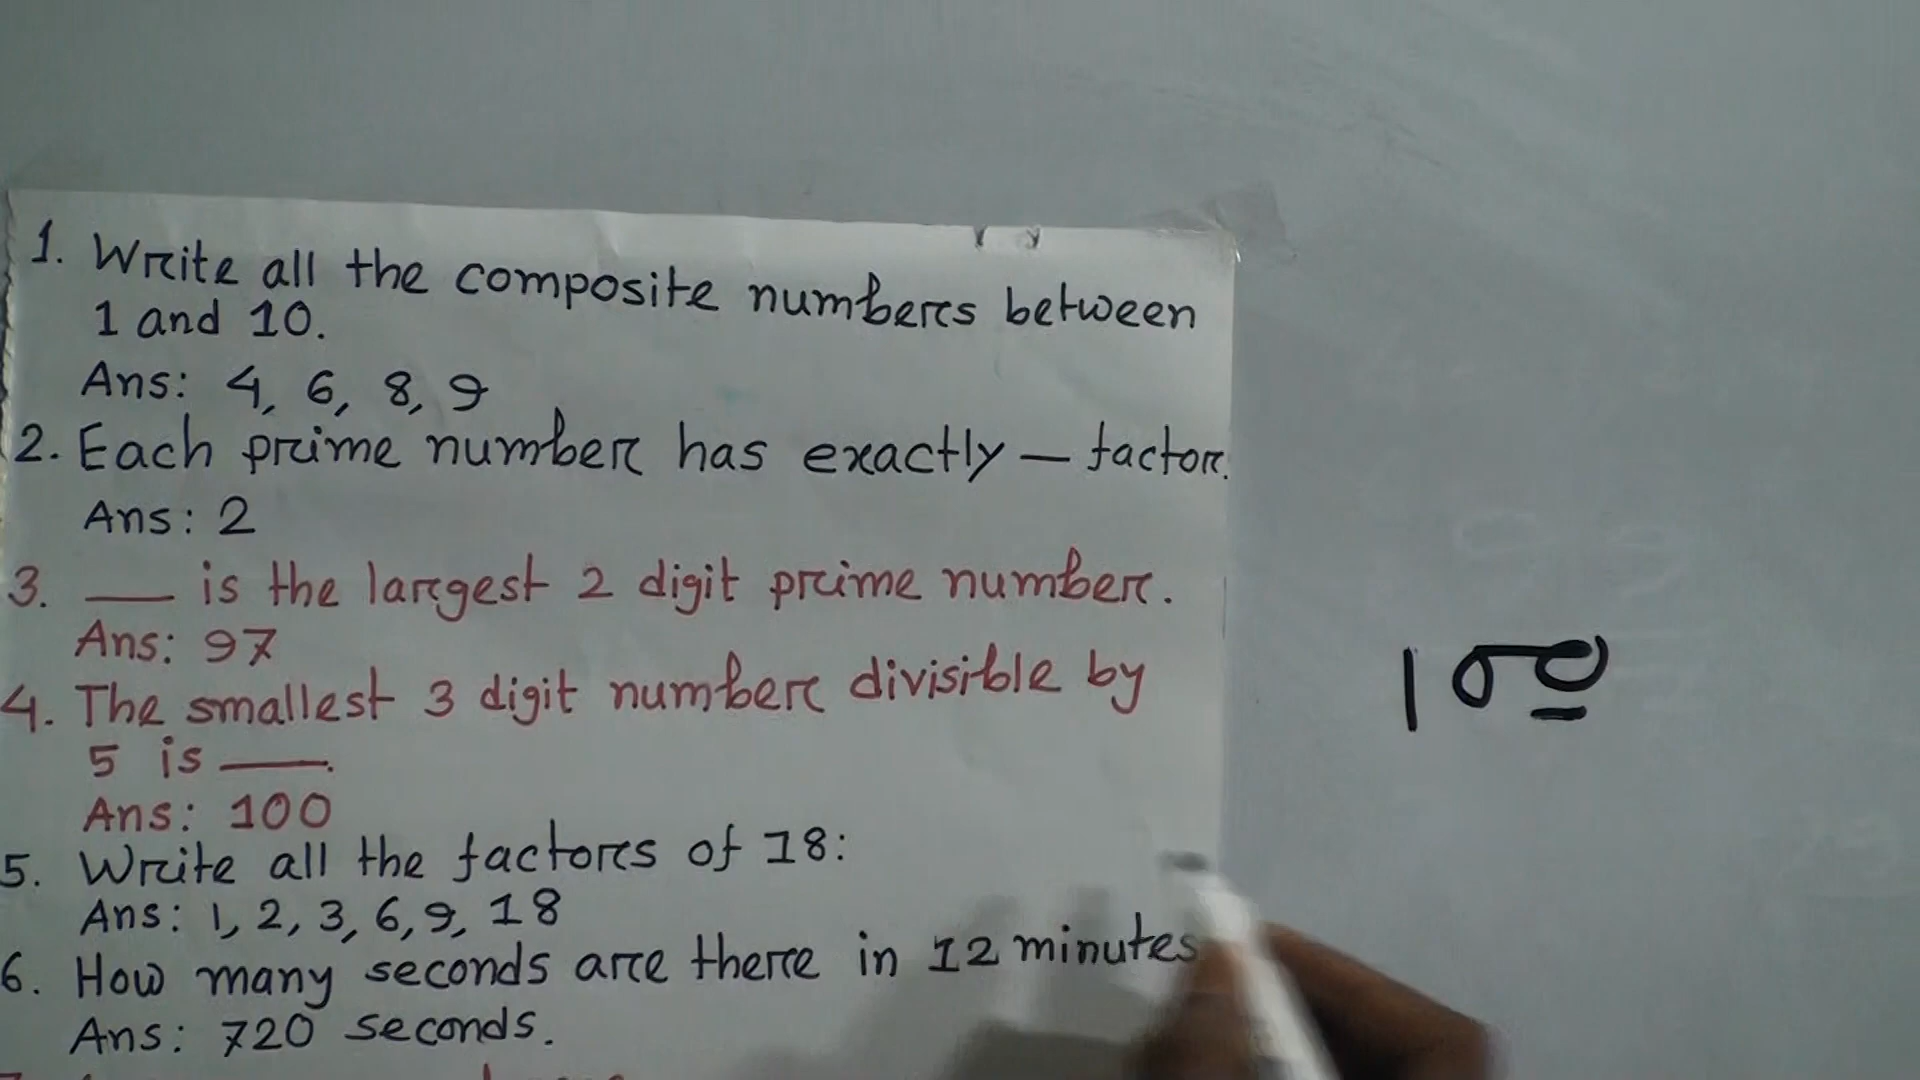 1. Write all the composite numbers between
1 and 10.
Ans: 4, 6, 8, 9
2. Each prime number has exactly — factor.
Ans: 2
3. ___ is the largest 2 digit prime number.
Ans: 97
4. The smallest 3 digit number divisible by
5 is ___.
Ans: 100
100
5. Write all the factors of 18:
Ans: 1, 2, 3, 6, 9, 18
6. How many seconds are there in 12 minutes
Ans: 720 seconds.